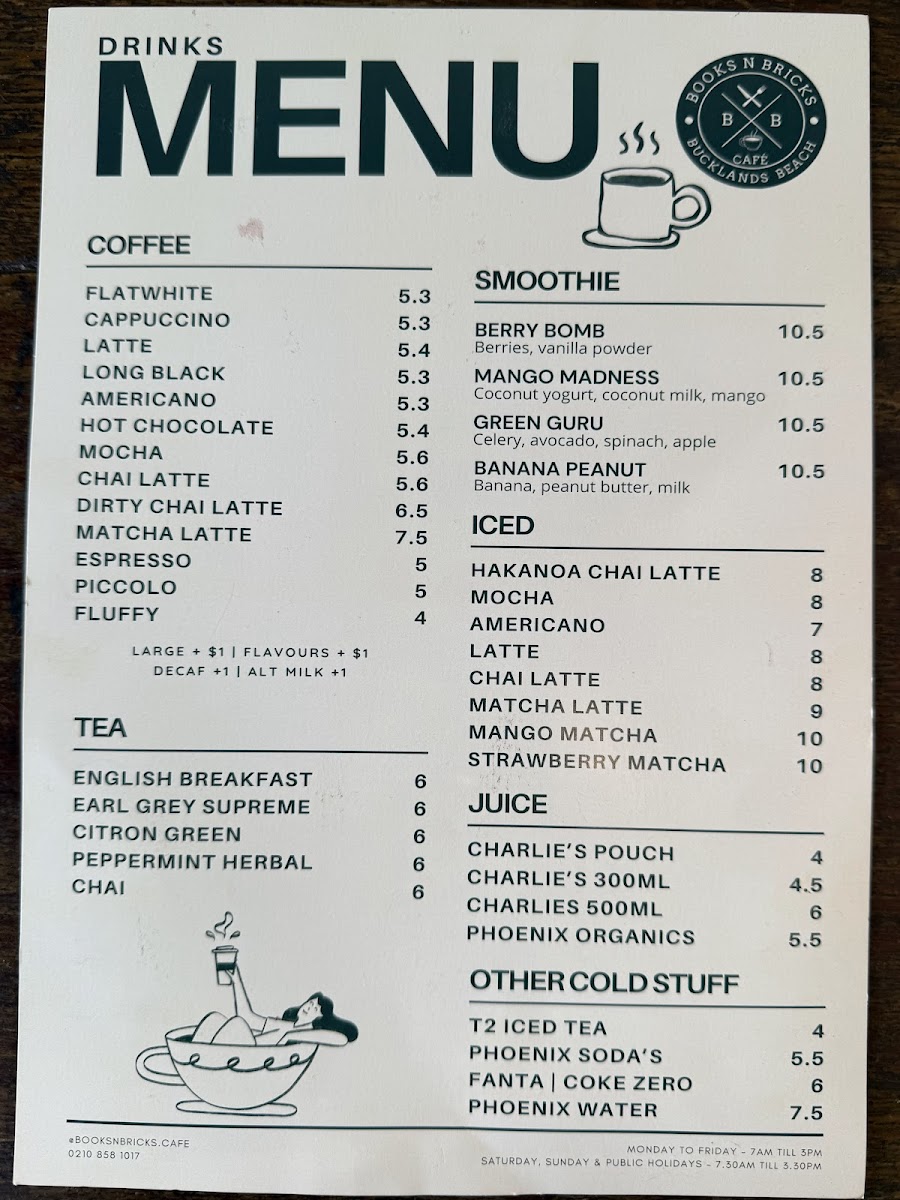 DRINKS
MENU
BOOKS N BRICKS
B B
CAFÉ
BUCKLANDS BEACH
COFFEE
FLATWHITE 5.3
CAPPUCCINO 5.3
LATTE 5.4
LONG BLACK 5.3
AMERICANO 5.3
HOT CHOCOLATE 5.4
MOCHA 5.6
CHAI LATTE 5.6
DIRTY CHAI LATTE 6.5
MATCHA LATTE 7.5
ESPRESSO 5
PICCOLO 5
FLUFFY 4
LARGE + $1 | FLAVOURS + $1
DECAF +1 | ALT MILK +1
TEA
ENGLISH BREAKFAST 6
EARL GREY SUPREME 6
CITRON GREEN 6
PEPPERMINT HERBAL 6
CHAI 6
SMOOTHIE
BERRY BOMB 10.5
Berries, vanilla powder
MANGO MADNESS 10.5
Coconut yogurt, coconut milk, mango
GREEN GURU 10.5
Celery, avocado, spinach, apple
BANANA PEANUT 10.5
Banana, peanut butter, milk
ICED
HAKANOA CHAI LATTE 8
MOCHA 8
AMERICANO 7
LATTE 8
CHAI LATTE 8
MATCHA LATTE 9
MANGO MATCHA 10
STRAWBERRY MATCHA 10
JUICE
CHARLIE'S POUCH 4
CHARLIE'S 300ML 4.5
CHARLIES 500ML 6
PHOENIX ORGANICS 5.5
OTHER COLD STUFF
T2 ICED TEA 4
PHOENIX SODA'S 5.5
FANTA | COKE ZERO 6
PHOENIX WATER 7.5
@BOOKSNBRICKS.CAFE
0210 858 1017
MONDAY TO FRIDAY - 7AM TILL 3PM
SATURDAY, SUNDAY & PUBLIC HOLIDAYS - 7.30AM TILL 3.30PM